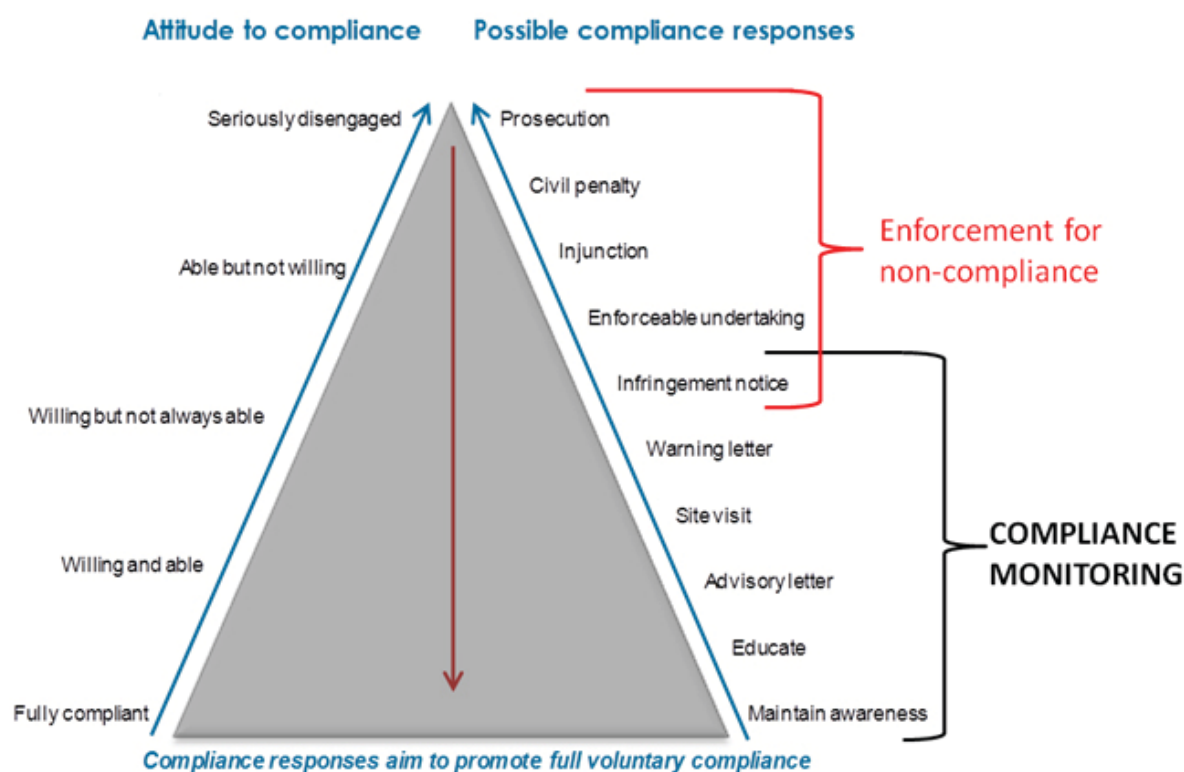 Attitude to compliance
Possible compliance responses
Seriously disengaged
Able but not willing
Willing but not always able
Willing and able
Fully compliant
Prosecution
Civil penalty
Injunction
Enforceable undertaking
Infringement notice
Warning letter
Site visit
Advisory letter
Educate
Maintain awareness
Enforcement for
non-compliance
COMPLIANCE
MONITORING
Compliance responses aim to promote full voluntary compliance